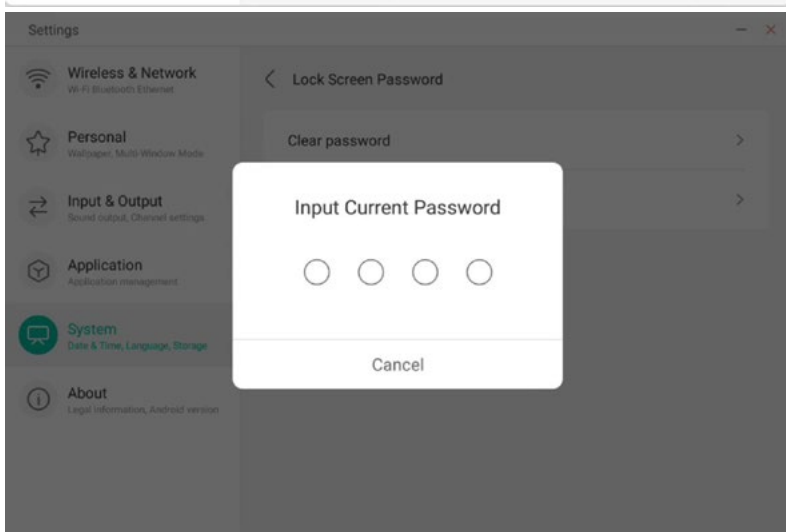 Settings
Wireless & Network
Wi-Fi Bluetooth Ethernet
Lock Screen Password
Personal
Wallpaper, Multi-Window Mode
Clear password
Input & Output
Sound output, Channel settings
Input Current Password
Application
Application management
System
Date & Time, Language, Storage
Cancel
About
Legal Information, Android version